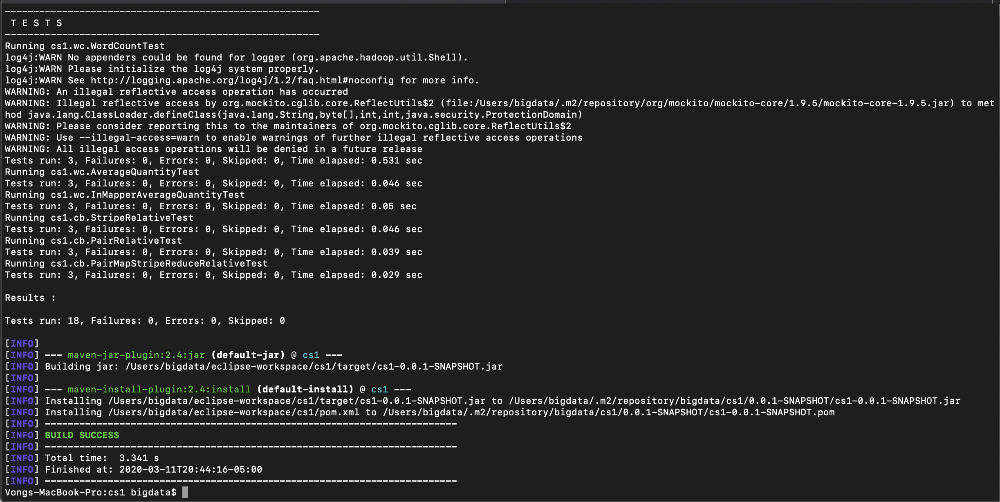 -------------------------------------------------------
 T E S T S
-------------------------------------------------------
Running cs1.wc.WordCountTest
log4j:WARN No appenders could be found for logger (org.apache.hadoop.util.Shell).
log4j:WARN Please initialize the log4j system properly.
log4j:WARN See http://logging.apache.org/log4j/1.2/faq.html#noconfig for more info.
WARNING: An illegal reflective access operation has occurred
WARNING: Illegal reflective access by org.mockito.cglib.core.ReflectUtils$2 (file:/Users/bigdata/.m2/repository/org/mockito/mockito-core/1.9.5/mockito-core-1.9.5.jar) to met
hod java.lang.ClassLoader.defineClass(java.lang.String,byte[],int,int,java.security.ProtectionDomain)
WARNING: Please consider reporting this to the maintainers of org.mockito.cglib.core.ReflectUtils$2
WARNING: Use --illegal-access=warn to enable warnings of further illegal reflective access operations
WARNING: All illegal access operations will be denied in a future release
Tests run: 3, Failures: 0, Errors: 0, Skipped: 0, Time elapsed: 0.531 sec
Running cs1.wc.AverageQuantityTest
Tests run: 3, Failures: 0, Errors: 0, Skipped: 0, Time elapsed: 0.046 sec
Running cs1.wc.InMapperAverageQuantityTest
Tests run: 3, Failures: 0, Errors: 0, Skipped: 0, Time elapsed: 0.05 sec
Running cs1.cb.StripeRelativeTest
Tests run: 3, Failures: 0, Errors: 0, Skipped: 0, Time elapsed: 0.046 sec
Running cs1.cb.PairRelativeTest
Tests run: 3, Failures: 0, Errors: 0, Skipped: 0, Time elapsed: 0.039 sec
Running cs1.cb.PairMapStripeReduceRelativeTest
Tests run: 3, Failures: 0, Errors: 0, Skipped: 0, Time elapsed: 0.029 sec

Results :

Tests run: 18, Failures: 0, Errors: 0, Skipped: 0

[INFO]
[INFO] --- maven-jar-plugin:2.4:jar (default-jar) @ cs1 ---
[INFO] Building jar: /Users/bigdata/eclipse-workspace/cs1/target/cs1-0.0.1-SNAPSHOT.jar
[INFO]
[INFO] --- maven-install-plugin:2.4:install (default-install) @ cs1 ---
[INFO] Installing /Users/bigdata/eclipse-workspace/cs1/target/cs1-0.0.1-SNAPSHOT.jar to /Users/bigdata/.m2/repository/bigdata/cs1/0.0.1-SNAPSHOT/cs1-0.0.1-SNAPSHOT.jar
[INFO] Installing /Users/bigdata/eclipse-workspace/cs1/pom.xml to /Users/bigdata/.m2/repository/bigdata/cs1/0.0.1-SNAPSHOT/cs1-0.0.1-SNAPSHOT.pom
[INFO] ------------------------------------------------------------------------
[INFO] BUILD SUCCESS
[INFO] ------------------------------------------------------------------------
[INFO] Total time:  3.341 s
[INFO] Finished at: 2020-03-11T20:44:16-05:00
[INFO] ------------------------------------------------------------------------
Vongs-MacBook-Pro:cs1 bigdata$